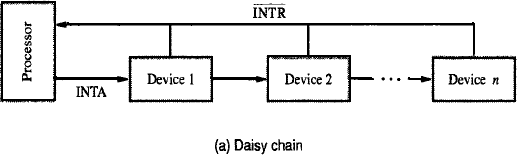 INTR
Processor
INTA
Device 1
Device 2
...
Device n
(a) Daisy chain